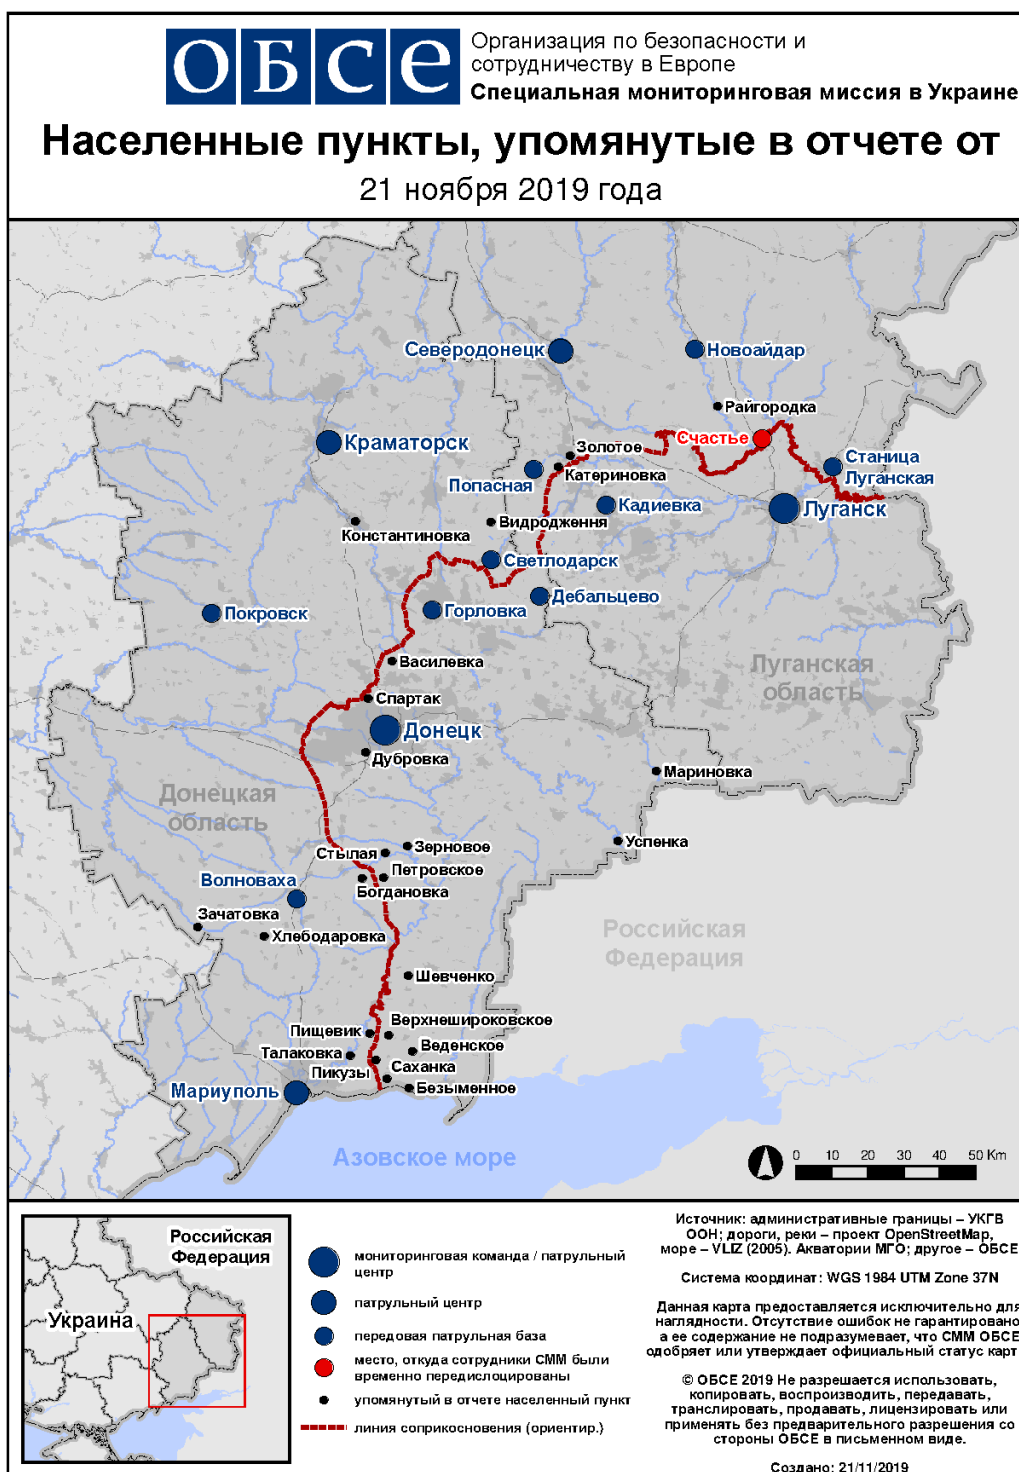 ОБСЕ
Организация по безопасности и
сотрудничеству в Европе
Специальная мониторинговая миссия в Украине
Населенные пункты, упомянутые в отчете от
21 ноября 2019 года
Северодонецк
Новоайдар
Райгородка
Краматорск
Счастье
Золотое
Станица
Луганская
Попасная
Катериновка
Кадиевка
Луганск
Видродження
Константиновка
Светлодарск
Дебальцево
Покровск
Горловка
Василевка
Луганская
область
Спартак
Донецк
Дубровка
Мариновка
Донецкая
область
Успенка
Зерновое
Стылая
Петровское
Волноваха
Богдановка
Зачатовка
Хлебодаровка
Российская
Федерация
Шевченко
Верхнешироковское
Пищевик
Веденское
Талаковка
Пикузы
Саханка
Мариуполь
Безыменное
Азовское море
0 10 20 30 40 50 Km
Российская
Федерация
Украина
мониторинговая команда / патрульный
центр
патрульный центр
передовая патрульная база
место, откуда сотрудники СММ были
временно передислоцированы
упомянутый в отчете населенный пункт
линия соприкосновения (ориентир.)
Источник: административные границы – УКГВ
ООН; дороги, реки – проект OpenStreetMap,
море – VLIZ (2005). Акватории МГО; другое – ОБСЕ
Система координат: WGS 1984 UTM Zone 37N
Данная карта предоставляется исключительно для
наглядности. Отсутствие ошибок не гарантировано,
а ее содержание не подразумевает, что СММ ОБСЕ
одобряет или утверждает официальный статус карт
© ОБСЕ 2019 Не разрешается использовать,
копировать, воспроизводить, передавать,
транслировать, продавать, лицензировать или
применять без предварительного разрешения со
стороны ОБСЕ в письменном виде.
Создано: 21/11/2019